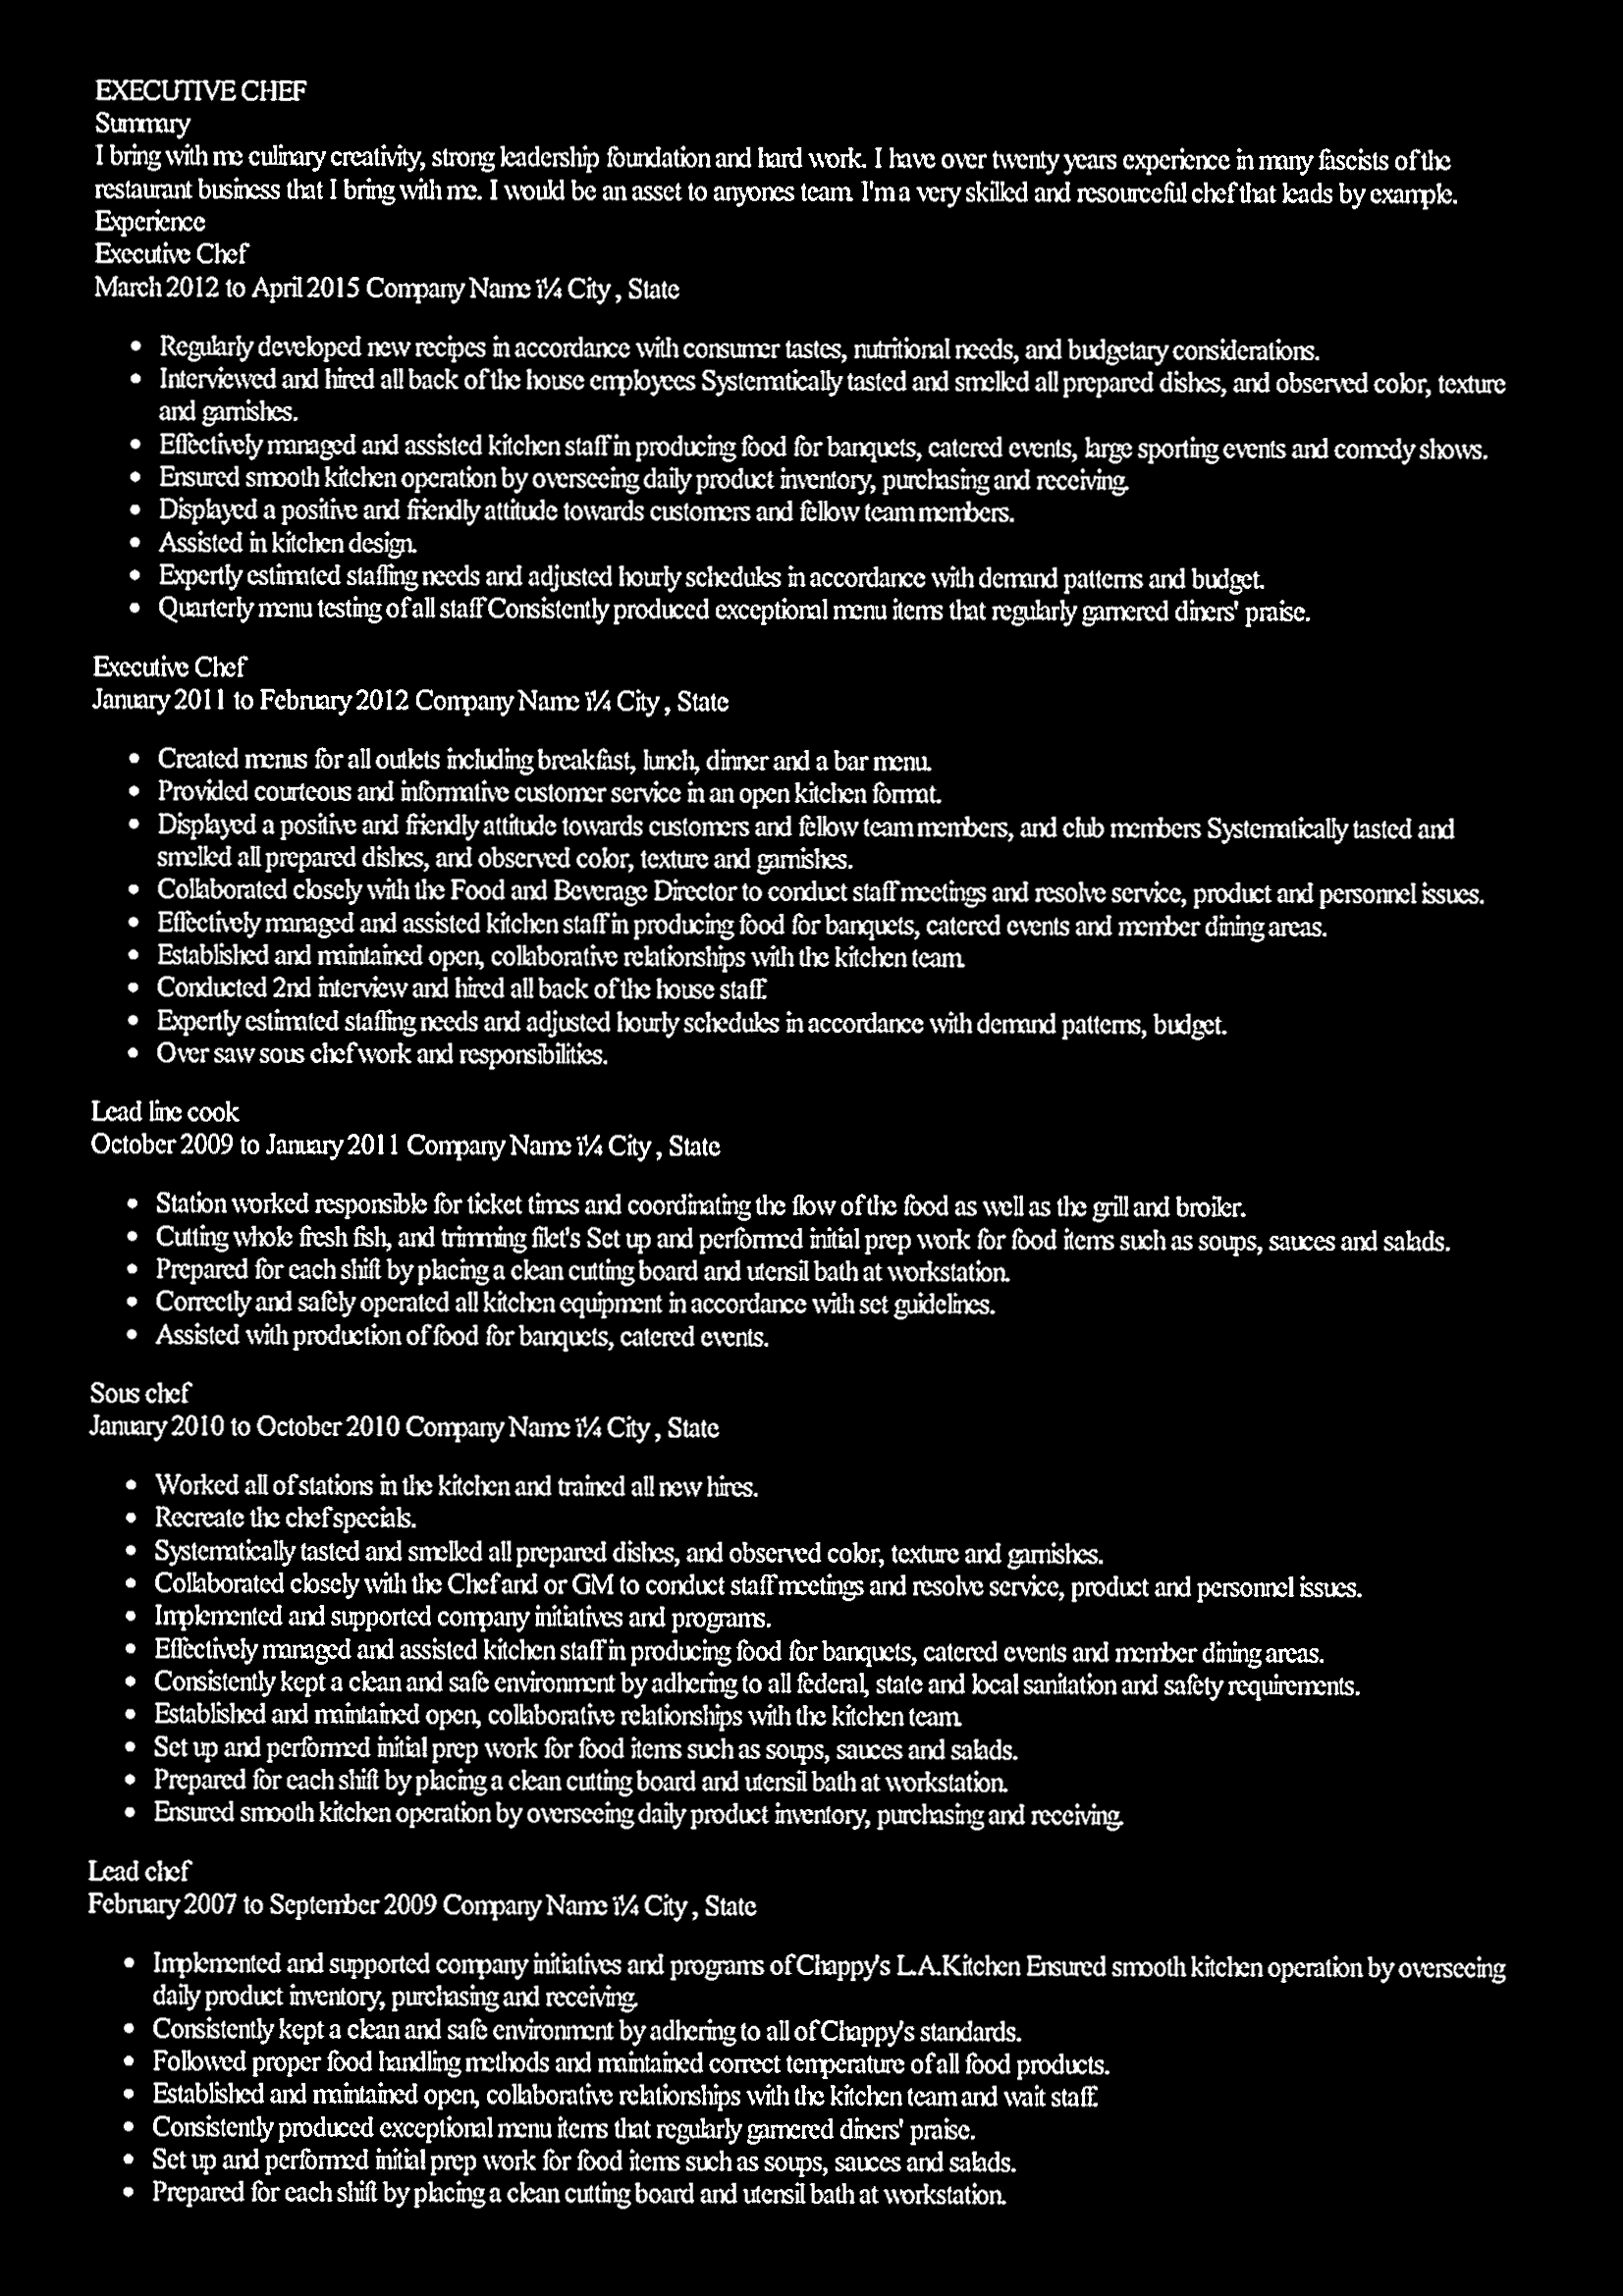 EXECUTIVE CHEF
Summary
I bring with me culinary creativity, strong leadership foundation and hard work. I have over twenty years experience in many fascists of the
restaurant business that I bring with me. I would be an asset to anyones team. I'm a very skilled and resourceful chef that leads by example.
Experience
Executive Chef
March 2012 to April 2015 Company Name ï¼ City , State
• Regularly developed new recipes in accordance with consumer tastes, nutritional needs, and budgetary considerations.
• Interviewed and hired all back of the house employees Systematically tasted and smelled all prepared dishes, and observed color, texture
and garnishes.
• Effectively managed and assisted kitchen staff in producing food for banquets, catered events, large sporting events and comedy shows.
• Ensured smooth kitchen operation by overseeing daily product inventory, purchasing and receiving.
• Displayed a positive and friendly attitude towards customers and fellow team members.
• Assisted in kitchen design.
• Expertly estimated staffing needs and adjusted hourly schedules in accordance with demand patterns and budget.
• Quarterly menu testing of all staff Consistently produced exceptional menu items that regularly garnered diners' praise.
Executive Chef
January 2011 to February 2012 Company Name ï¼ City , State
• Created menus for all outlets including breakfast, lunch, dinner and a bar menu.
• Provided courteous and informative customer service in an open kitchen format.
• Displayed a positive and friendly attitude towards customers and fellow team members, and club members Systematically tasted and
smelled all prepared dishes, and observed color, texture and garnishes.
• Collaborated closely with the Food and Beverage Director to conduct staff meetings and resolve service, product and personnel issues.
• Effectively managed and assisted kitchen staff in producing food for banquets, catered events and member dining areas.
• Established and maintained open, collaborative relationships with the kitchen team.
• Conducted 2nd interview and hired all back of the house staff.
• Expertly estimated staffing needs and adjusted hourly schedules in accordance with demand patterns, budget.
• Over saw sous chef work and responsibilities.
Lead line cook
October 2009 to January 2011 Company Name ï¼ City , State
• Station worked responsible for ticket times and coordinating the flow of the food as well as the grill and broiler.
• Cutting whole fresh fish, and trimming filet's Set up and performed initial prep work for food items such as soups, sauces and salads.
• Prepared for each shift by placing a clean cutting board and utensil bath at workstation.
• Correctly and safely operated all kitchen equipment in accordance with set guidelines.
• Assisted with production of food for banquets, catered events.
Sous chef
January 2010 to October 2010 Company Name ï¼ City , State
• Worked all of stations in the kitchen and trained all new hires.
• Recreate the chef specials.
• Systematically tasted and smelled all prepared dishes, and observed color, texture and garnishes.
• Collaborated closely with the Chef and or GM to conduct staff meetings and resolve service, product and personnel issues.
• Implemented and supported company initiatives and programs.
• Effectively managed and assisted kitchen staff in producing food for banquets, catered events and member dining areas.
• Consistently kept a clean and safe environment by adhering to all federal, state and local sanitation and safety requirements.
• Established and maintained open, collaborative relationships with the kitchen team.
• Set up and performed initial prep work for food items such as soups, sauces and salads.
• Prepared for each shift by placing a clean cutting board and utensil bath at workstation.
• Ensured smooth kitchen operation by overseeing daily product inventory, purchasing and receiving.
Lead chef
February 2007 to September 2009 Company Name ï¼ City , State
• Implemented and supported company initiatives and programs of Chappy's L.A.Kitchen Ensured smooth kitchen operation by overseeing
daily product inventory, purchasing and receiving.
• Consistently kept a clean and safe environment by adhering to all of Chappy's standards.
• Followed proper food handling methods and maintained correct temperature of all food products.
• Established and maintained open, collaborative relationships with the kitchen team and wait staff.
• Consistently produced exceptional menu items that regularly garnered diners' praise.
• Set up and performed initial prep work for food items such as soups, sauces and salads.
• Prepared for each shift by placing a clean cutting board and utensil bath at workstation.